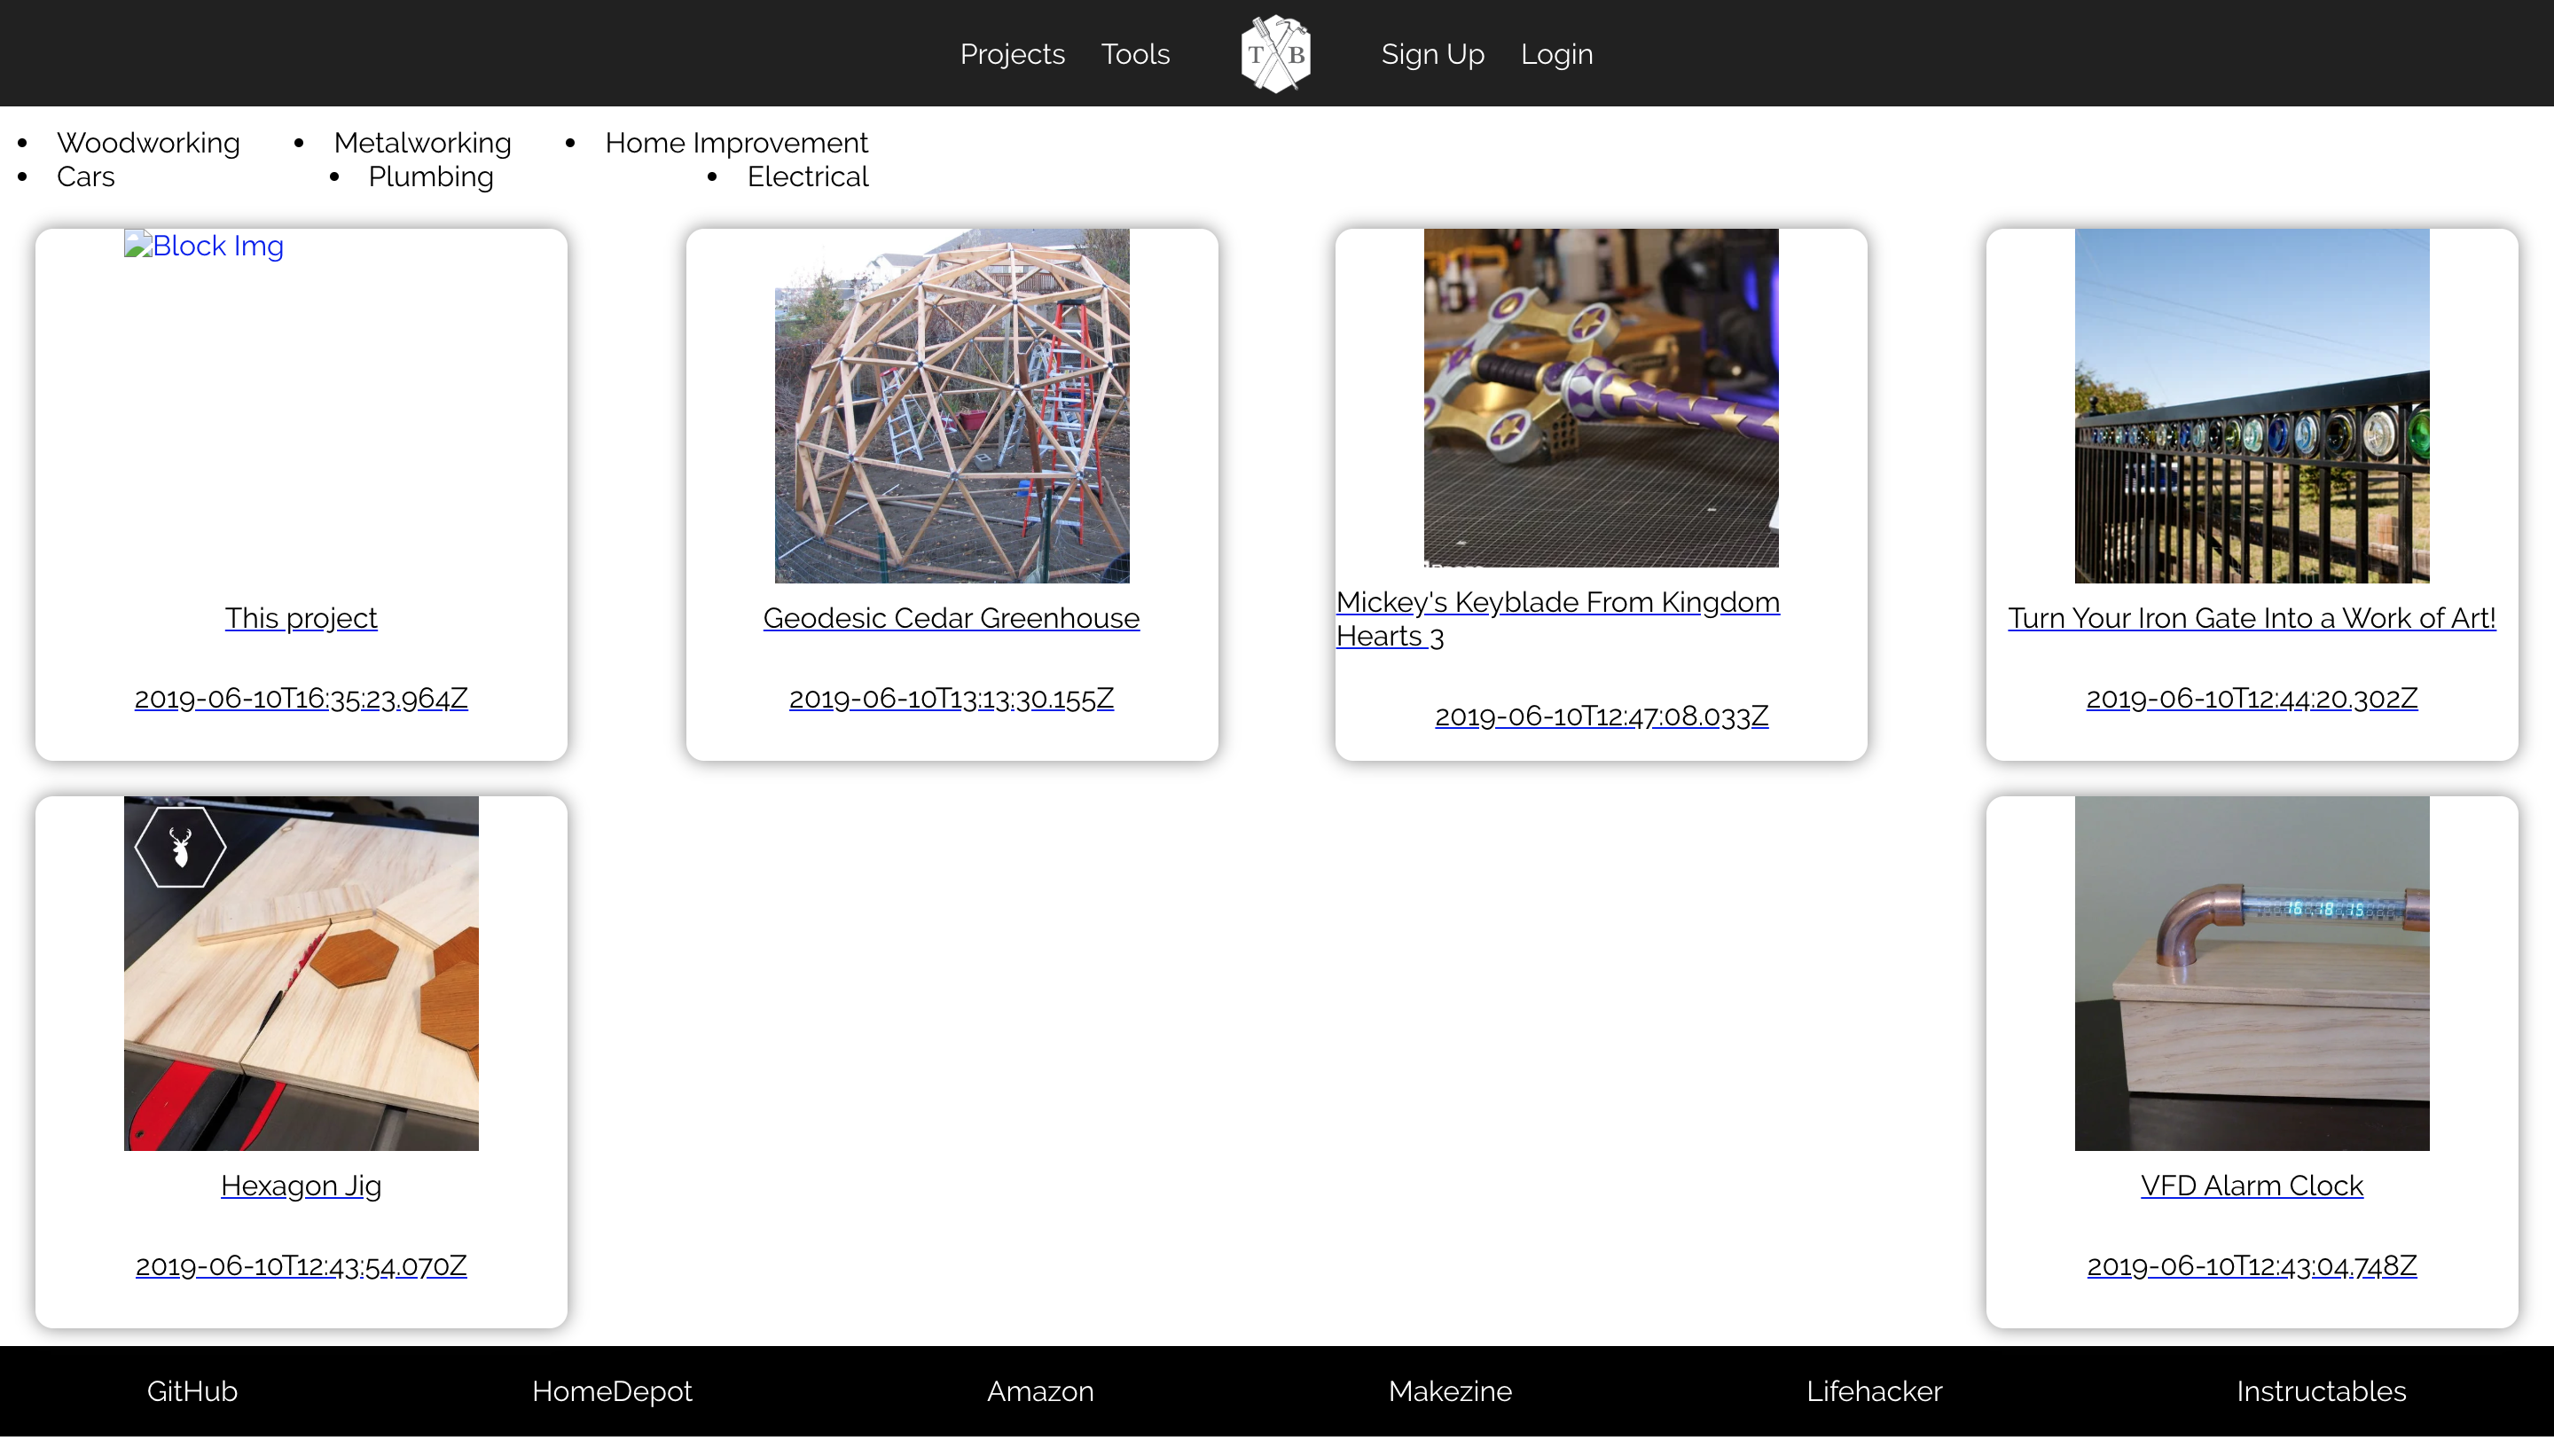 Projects Tools T B Sign Up Login
Woodworking Metalworking Home Improvement
Cars Plumbing Electrical
Block Img
This project
2019-06-10T16:35:23.964Z
Geodesic Cedar Greenhouse
2019-06-10T13:13:30.155Z
Mickey's Keyblade From Kingdom
Hearts 3
2019-06-10T12:47:08.033Z
Turn Your Iron Gate Into a Work of Art!
2019-06-10T12:44:20.302Z
Hexagon Jig
2019-06-10T12:43:54.070Z
16 18 15
VFD Alarm Clock
2019-06-10T12:43:04.748Z
GitHub HomeDepot Amazon Makezine Lifehacker Instructables